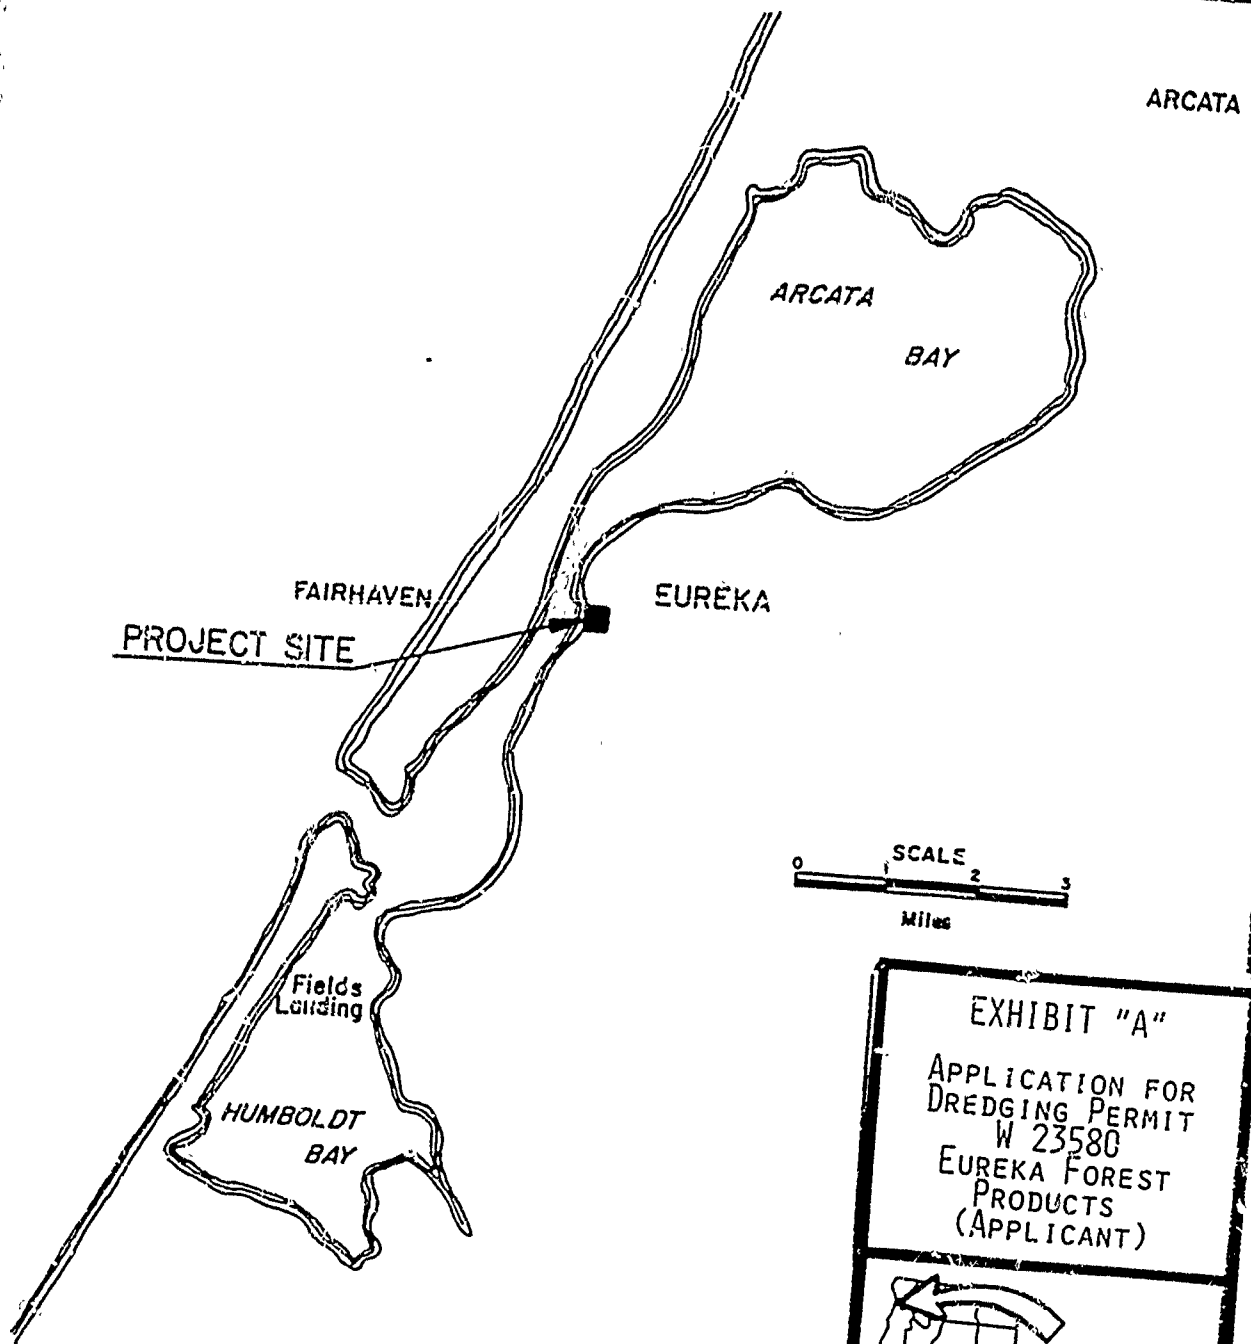 ARCATA
ARCATA
BAY
FAIRHAVEN
EUREKA
PROJECT SITE
SCALE
0 1 2 3
Miles
Fields
Landing
HUMBOLDT
BAY
EXHIBIT "A"
APPLICATION FOR
DREDGING PERMIT
W 23580
EUREKA FOREST
PRODUCTS
(APPLICANT)